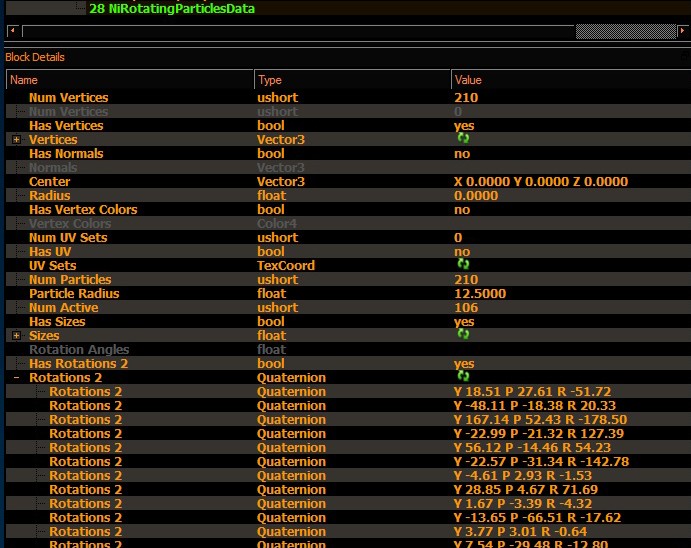 28 NiRotatingParticlesData
Block Details
Name Type Value
Num Vertices ushort 210
Num Vertices ushort 0
Has Vertices bool yes
Vertices Vector3
Has Normals bool no
Normals Vector3
Center Vector3 X 0.0000 Y 0.0000 Z 0.0000
Radius float 0.0000
Has Vertex Colors bool no
Vertex Colors Color4
Num UV Sets ushort 0
Has UV bool no
UV Sets TexCoord
Num Particles ushort 210
Particle Radius float 12.5000
Num Active ushort 106
Has Sizes bool yes
Sizes float
Rotation Angles float
Has Rotations 2 bool yes
Rotations 2 Quaternion
Rotations 2 Quaternion Y 18.51 P 27.61 R -51.72
Rotations 2 Quaternion Y -48.11 P -18.38 R 20.33
Rotations 2 Quaternion Y 167.14 P 52.43 R -178.50
Rotations 2 Quaternion Y -22.99 P -21.32 R 127.39
Rotations 2 Quaternion Y 56.12 P -14.46 R 54.23
Rotations 2 Quaternion Y -22.57 P -31.34 R -142.78
Rotations 2 Quaternion Y -4.61 P 2.93 R -1.53
Rotations 2 Quaternion Y 28.85 P 4.67 R 71.69
Rotations 2 Quaternion Y 1.67 P -3.39 R -4.32
Rotations 2 Quaternion Y -13.65 P -66.51 R -17.62
Rotations 2 Quaternion Y 3.77 P 3.01 R -0.64
Rotations 2 Quaternion Y 7.54 P -29.48 R -12.80